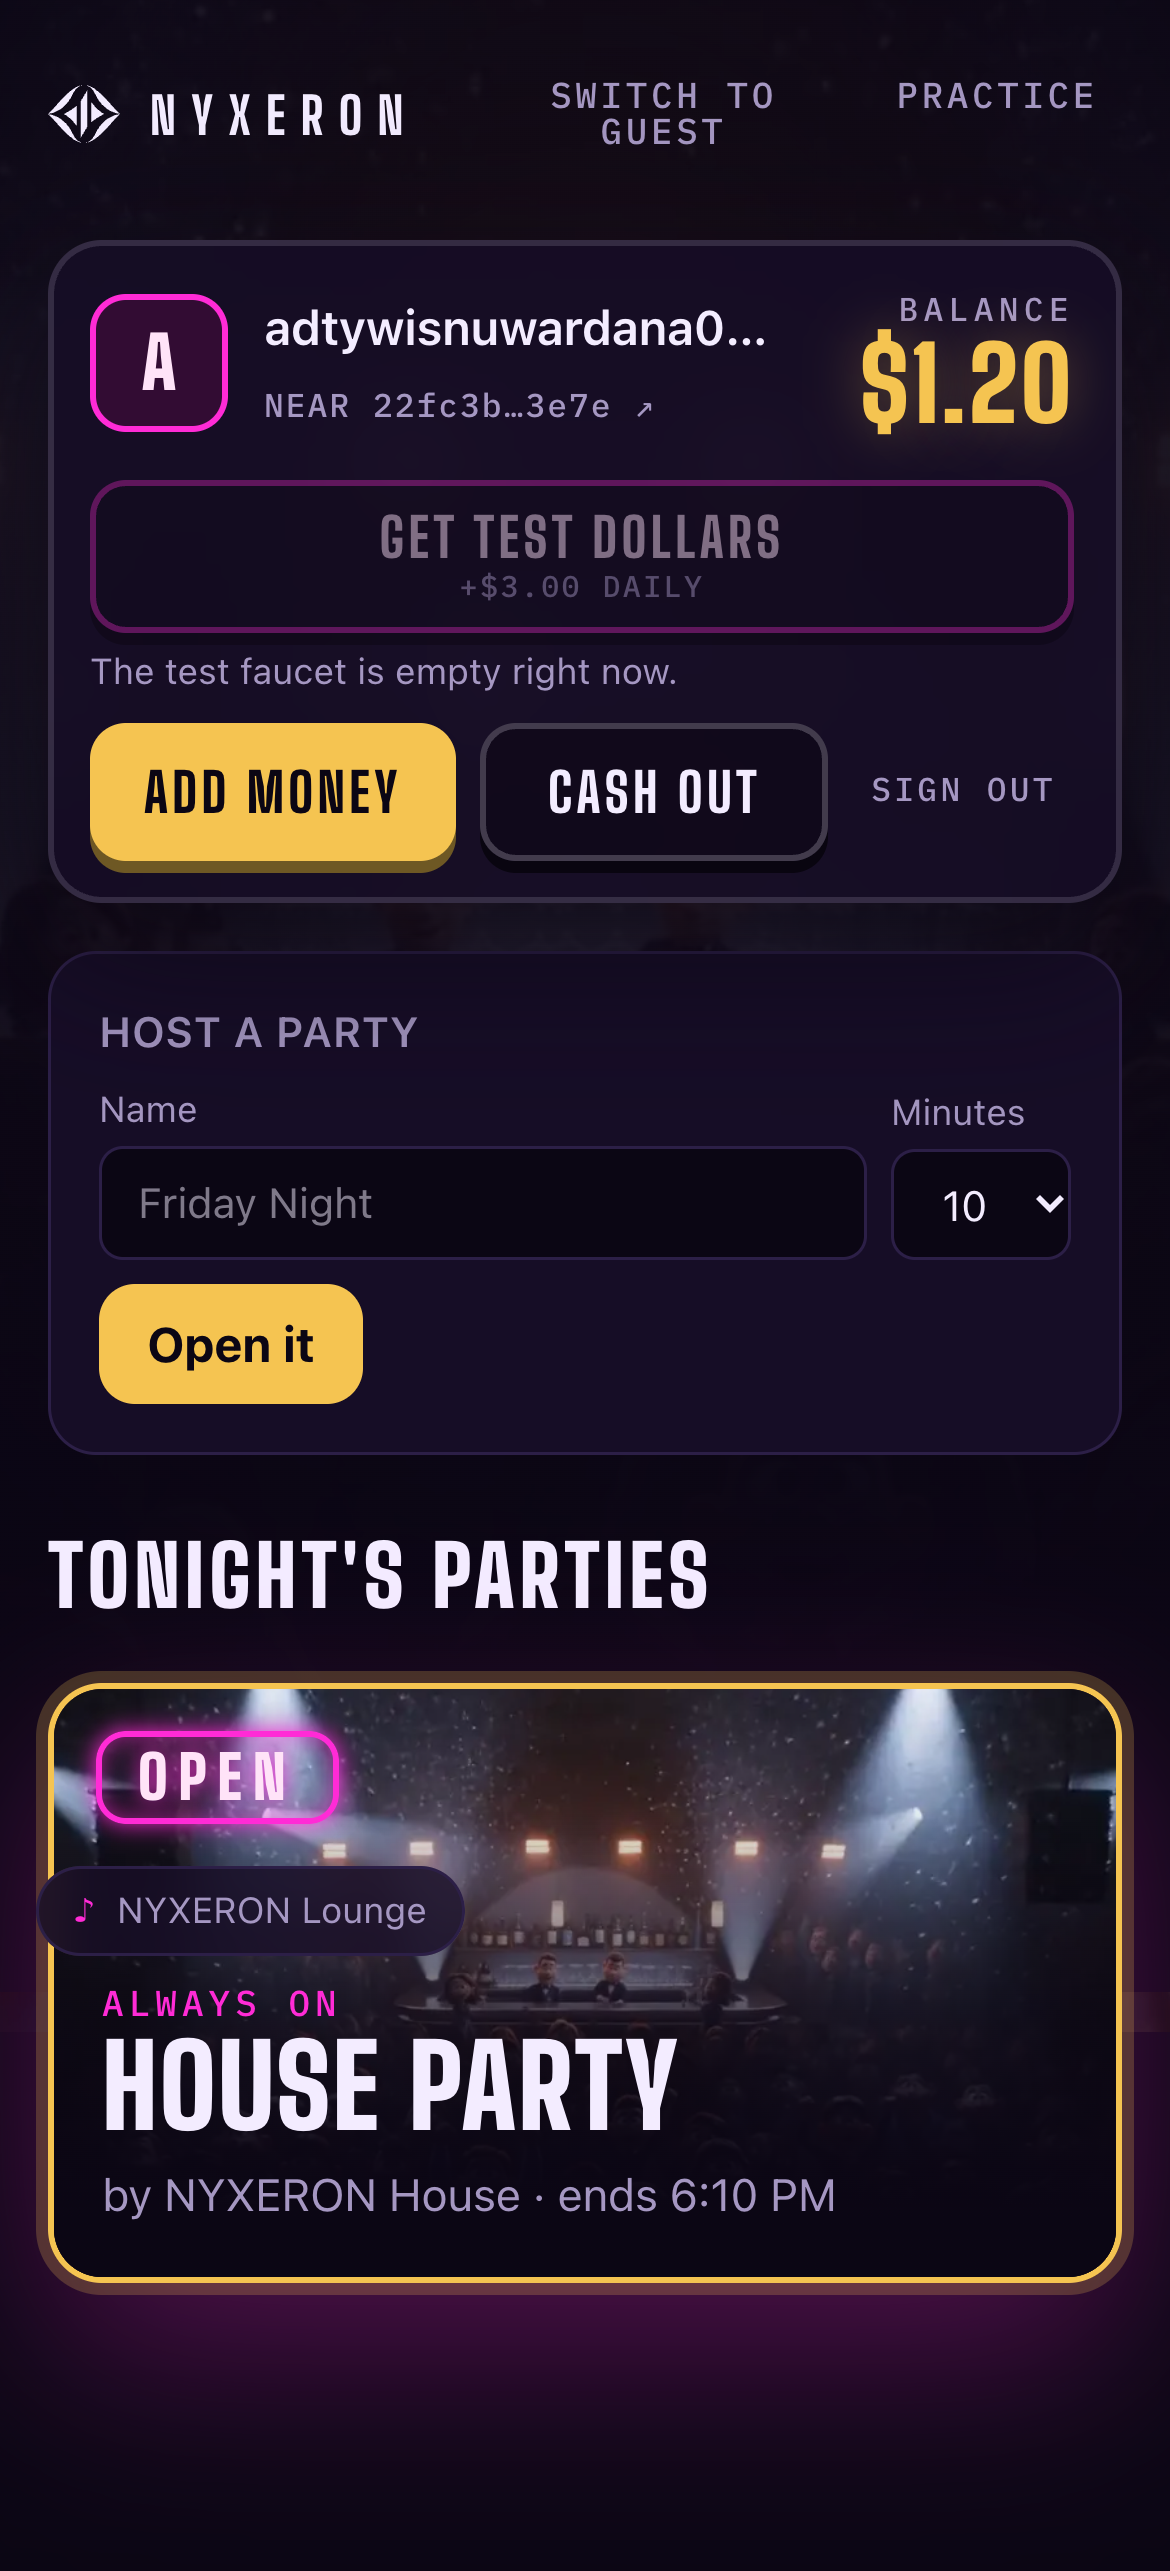 NYXERON
SWITCH TO
GUEST
PRACTICE
A
adtywisnuwardana0...
NEAR 22fc3b…3e7e ↗
BALANCE
$1.20
GET TEST DOLLARS
+$3.00 DAILY
The test faucet is empty right now.
ADD MONEY
CASH OUT
SIGN OUT
HOST A PARTY
Name
Minutes
Friday Night
10
Open it
TONIGHT'S PARTIES
OPEN
♪ NYXERON Lounge
ALWAYS ON
HOUSE PARTY
by NYXERON House · ends 6:10 PM